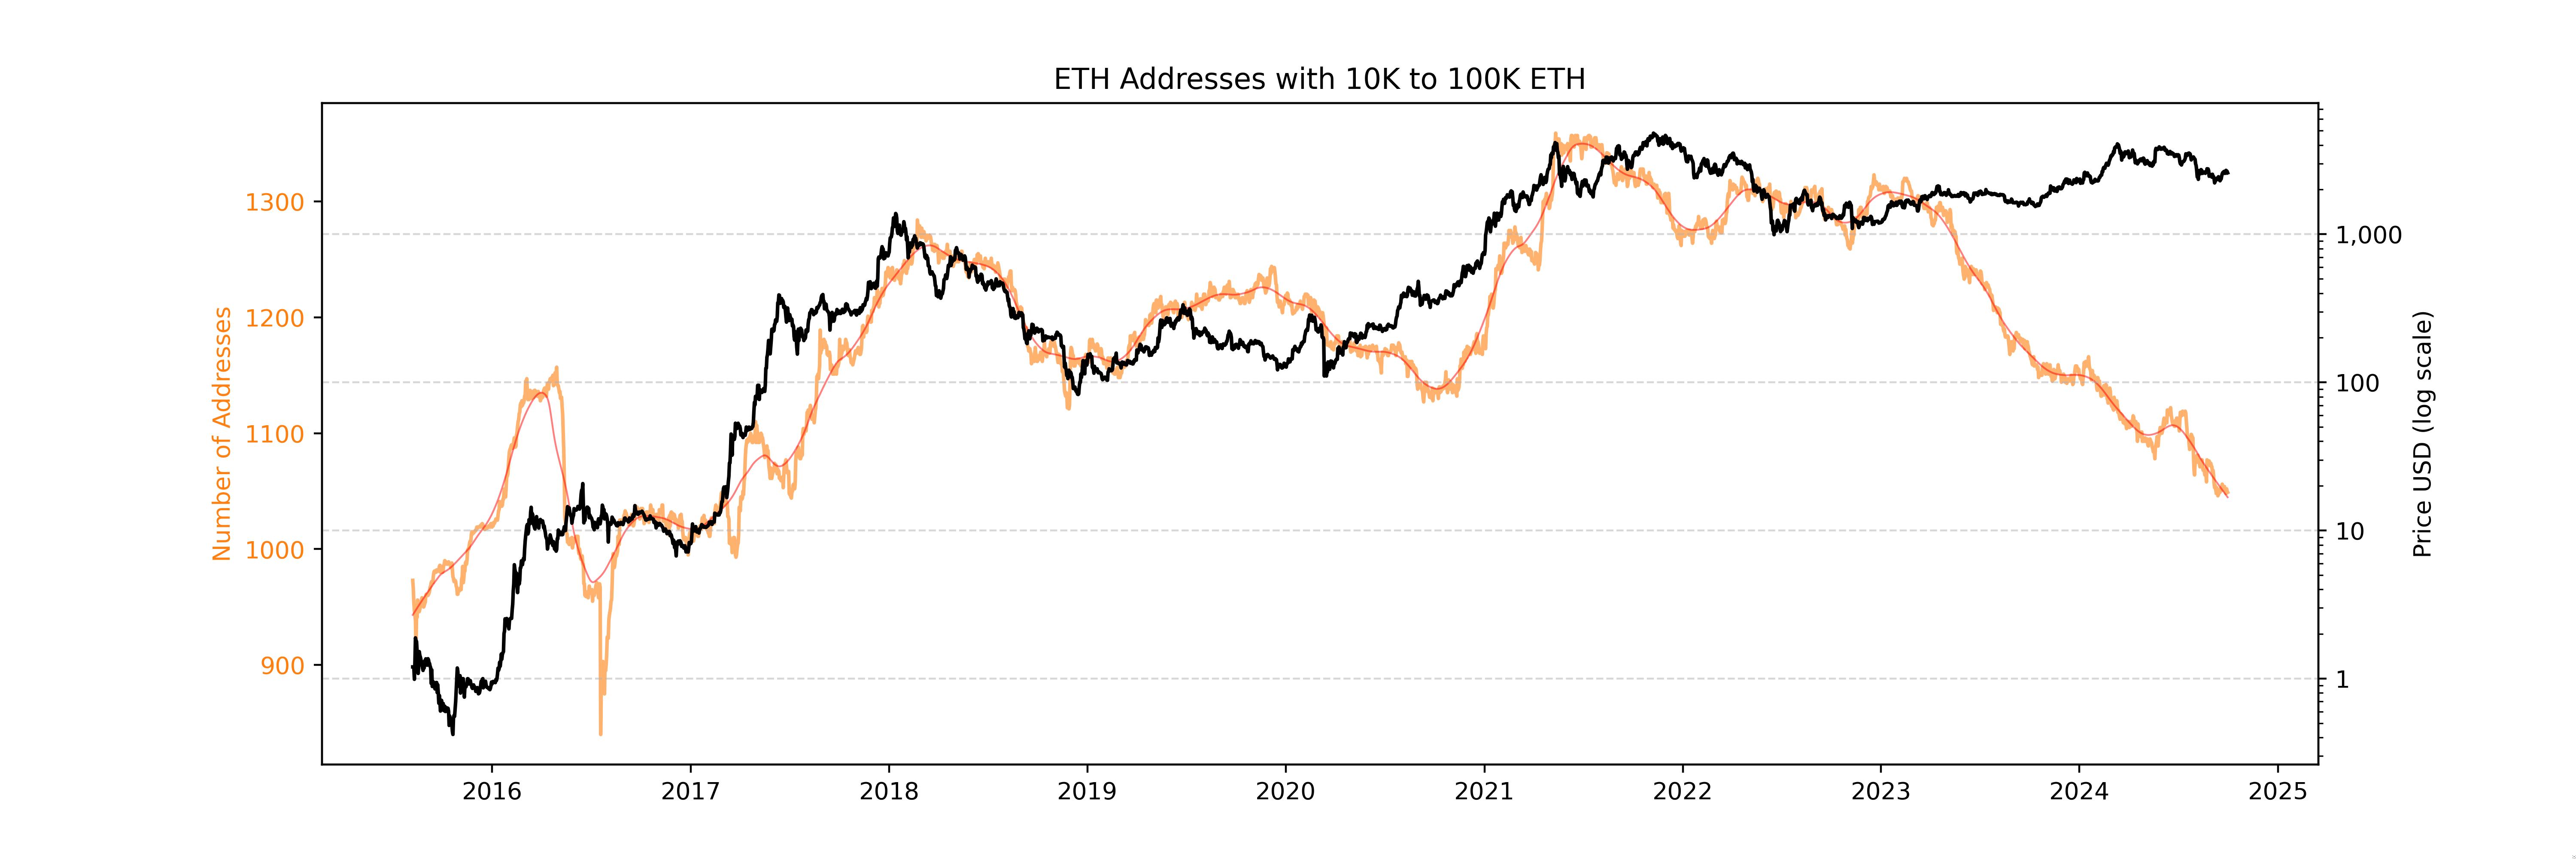 ETH Addresses with 10K to 100K ETH
Number of Addresses
1300
1200
1100
1000
900
1,000
100
10
1
Price USD (log scale)
2016 2017 2018 2019 2020 2021 2022 2023 2024 2025